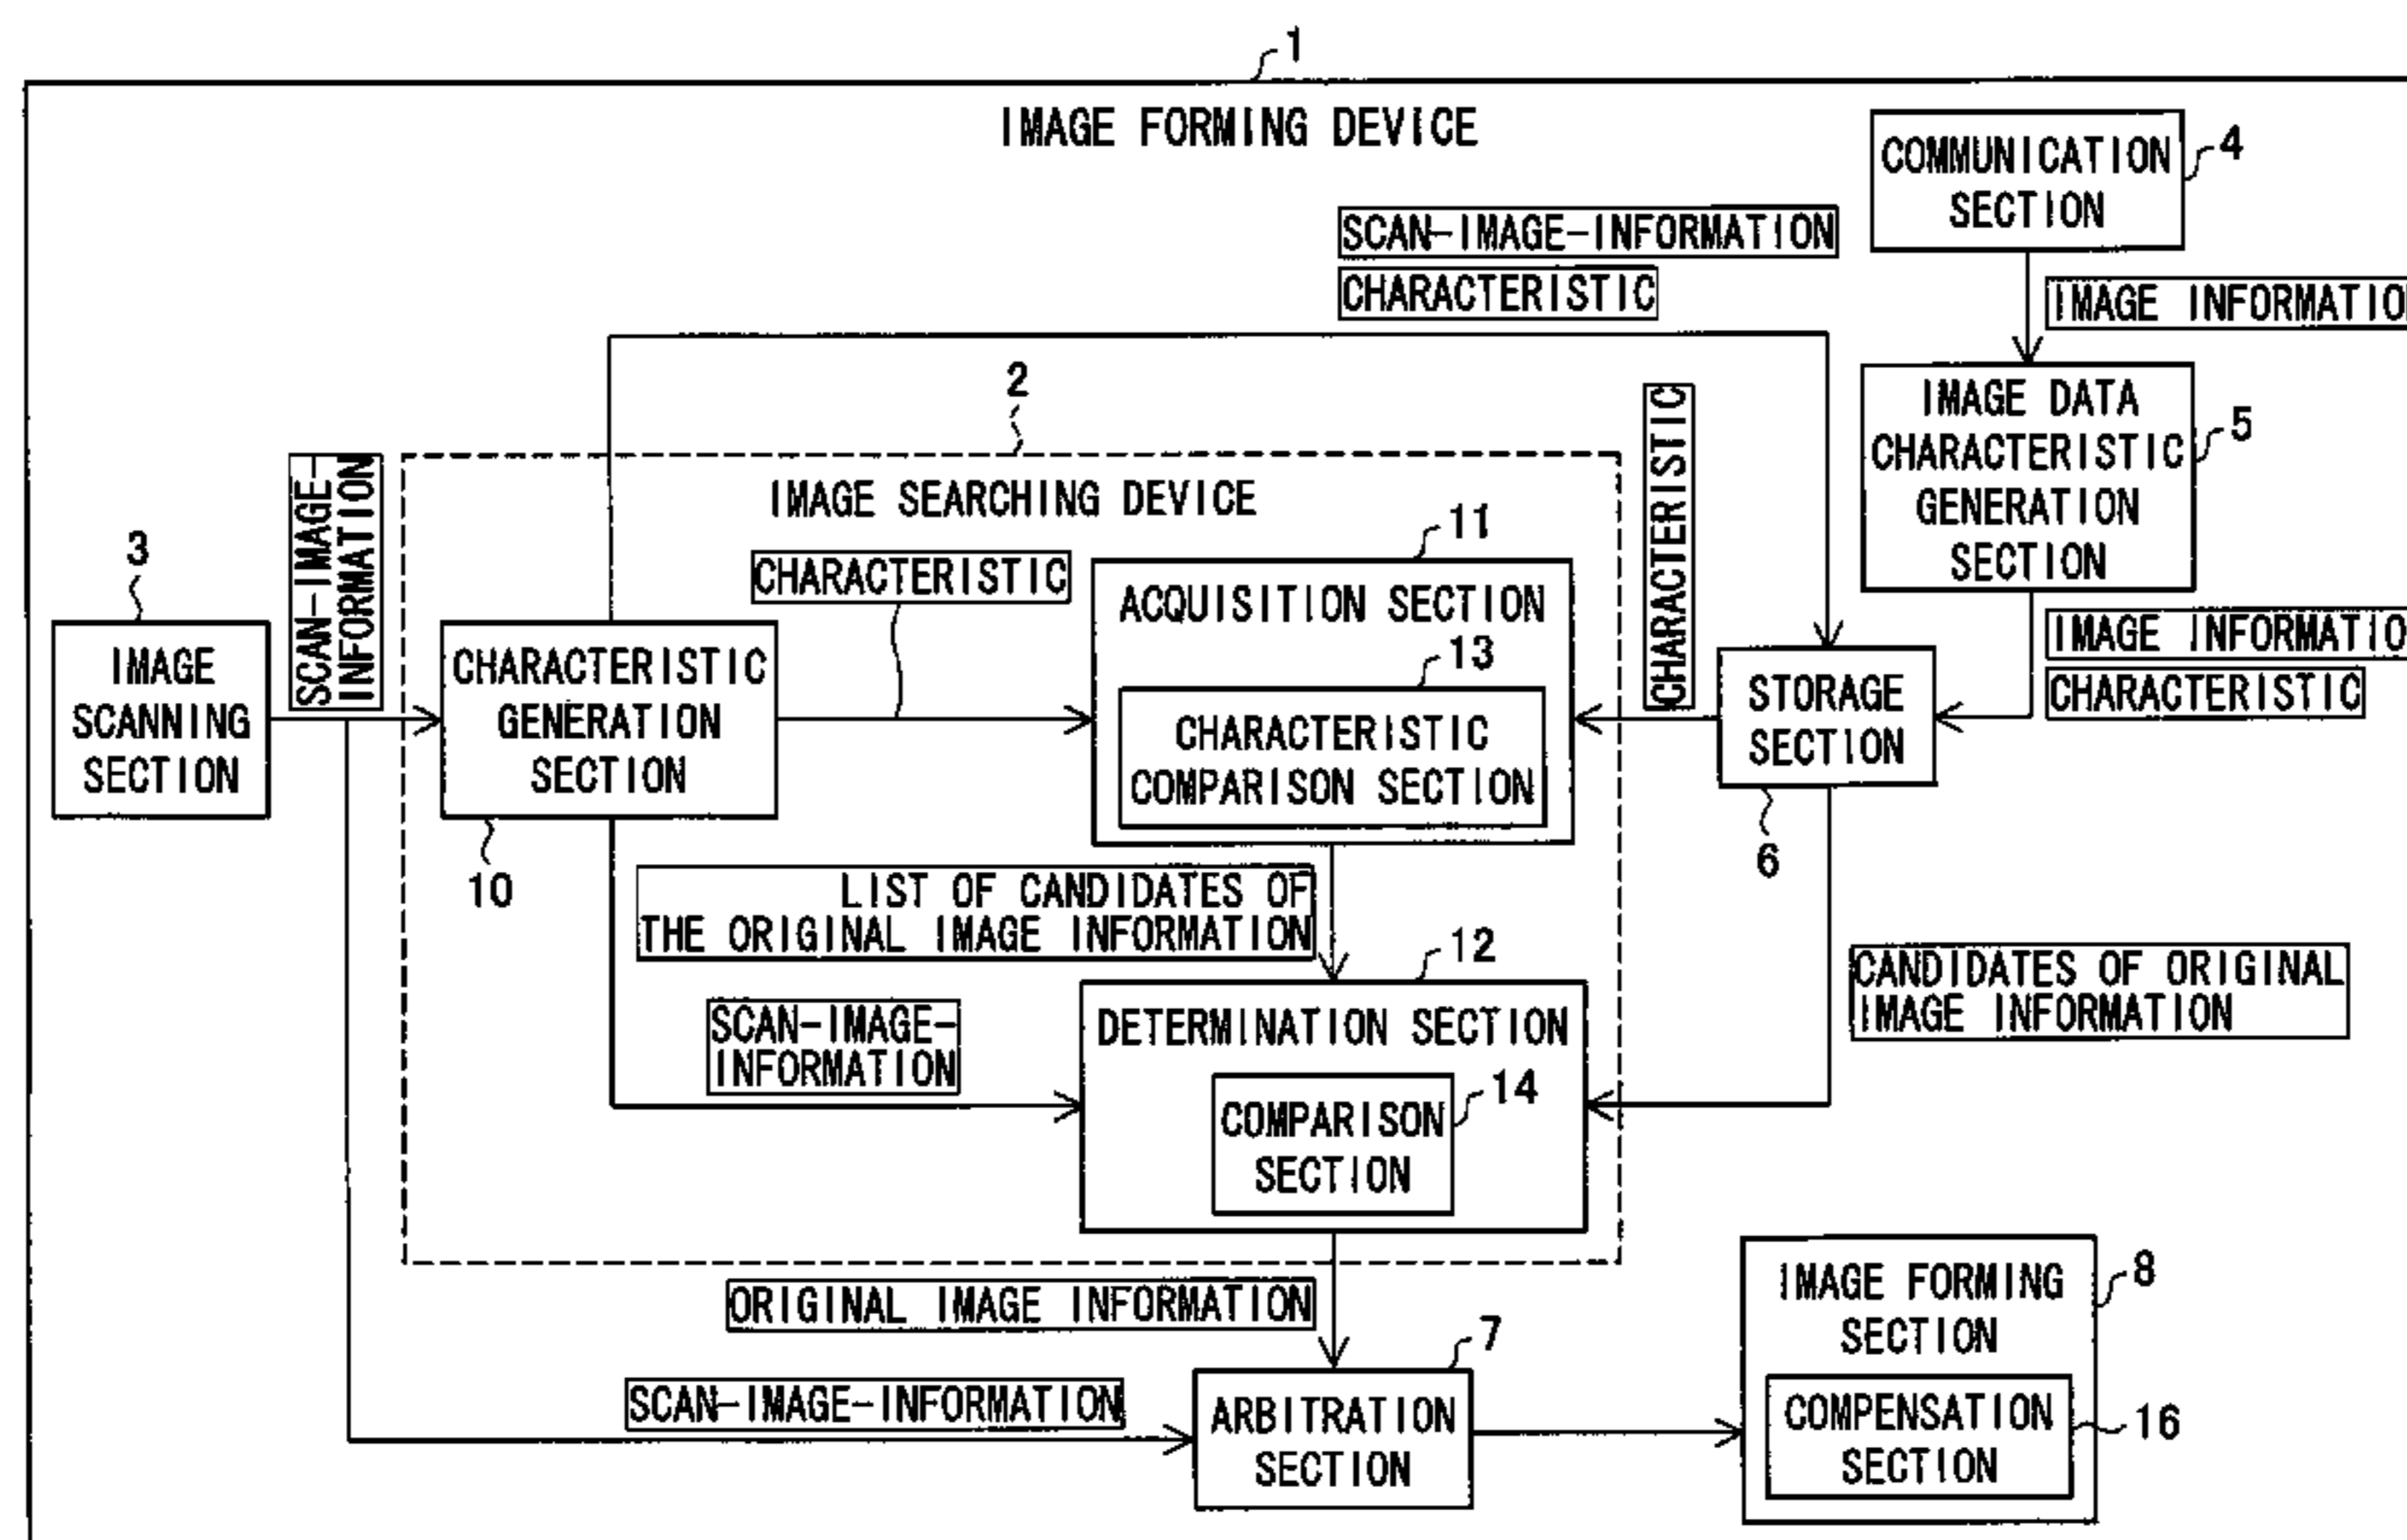 1
IMAGE FORMING DEVICE
COMMUNICATION
SECTION
4
SCAN-IMAGE-INFORMATION
CHARACTERISTIC
IMAGE INFORMATIO
IMAGE DATA
CHARACTERISTIC
GENERATION
SECTION
5
2
IMAGE SEARCHING DEVICE
SCAN-IMAGE-
INFORMATION
CHARACTERISTIC
3
IMAGE
SCANNING
SECTION
CHARACTERISTIC
GENERATION
SECTION
10
CHARACTERISTIC
11
ACQUISITION SECTION
13
CHARACTERISTIC
COMPARISON SECTION
STORAGE
SECTION
6
IMAGE INFORMATIO
CHARACTERISTIC
LIST OF CANDIDATES OF
THE ORIGINAL IMAGE INFORMATION
12
DETERMINATION SECTION
COMPARISON
SECTION
14
SCAN-IMAGE-
INFORMATION
CANDIDATES OF ORIGINAL
IMAGE INFORMATION
ORIGINAL IMAGE INFORMATION
7
SCAN-IMAGE-INFORMATION
ARBITRATION
SECTION
IMAGE FORMING
SECTION
8
COMPENSATION
SECTION
16